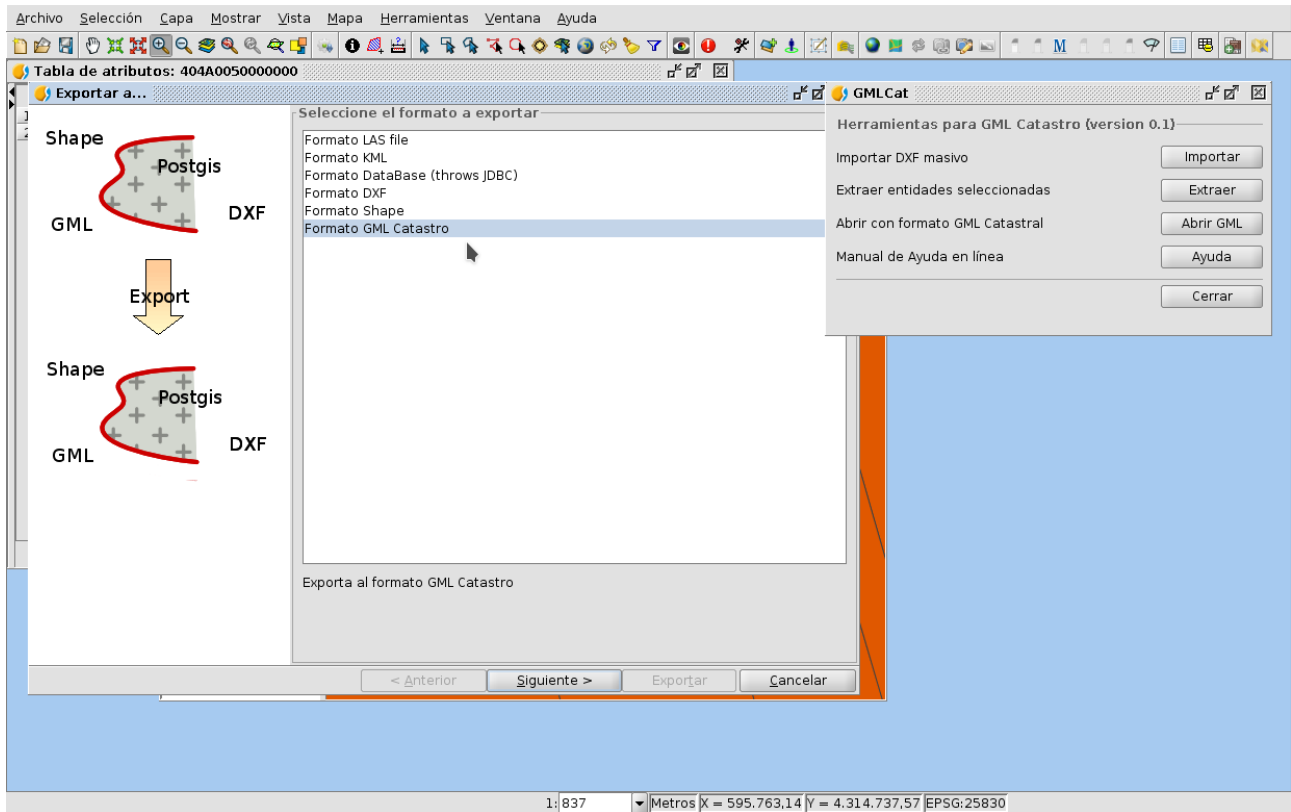 Archivo Selección Capa Mostrar Vista Mapa Herramientas Ventana Ayuda
Tabla de atributos: 404A0050000000
Exportar a...
Shape
Postgis
GML
DXF
Export
Shape
Postgis
GML
DXF
Seleccione el formato a exportar
Formato LAS file
Formato KML
Formato DataBase (throws JDBC)
Formato DXF
Formato Shape
Formato GML Catastro
Exporta al formato GML Catastro
< Anterior Siguiente > Exportar Cancelar
GMLCat
Herramientas para GML Catastro (version 0.1)
Importar DXF masivo Importar
Extraer entidades seleccionadas Extraer
Abrir con formato GML Catastral Abrir GML
Manual de Ayuda en línea Ayuda
Cerrar
1: 837 Metros X = 595.763,14 Y = 4.314.737,57 EPSG:25830